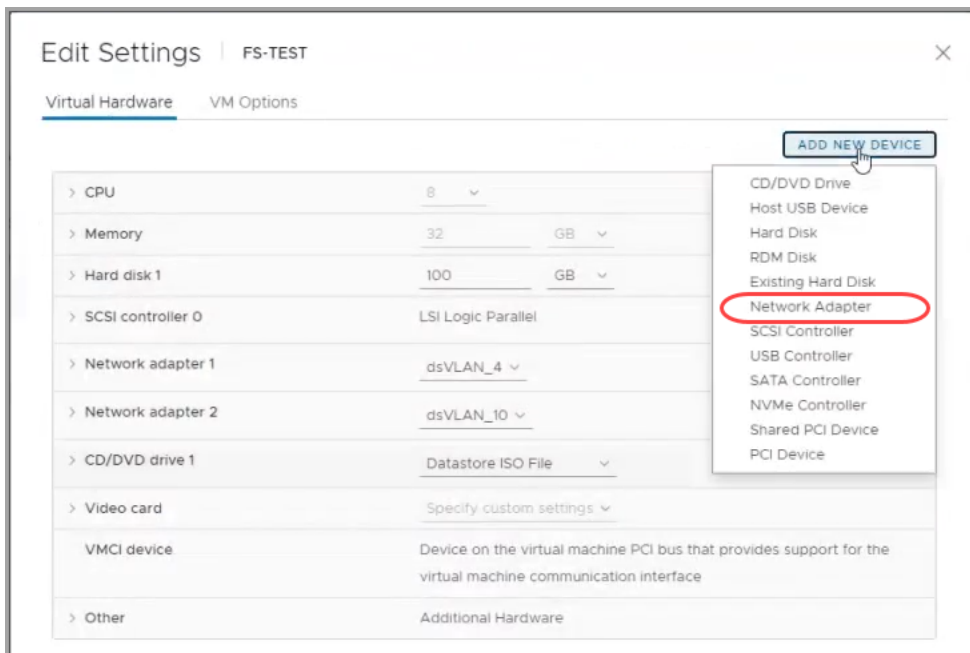 Edit Settings FS-TEST
Virtual Hardware VM Options
ADD NEW DEVICE
CD/DVD Drive
Host USB Device
Hard Disk
RDM Disk
Existing Hard Disk
Network Adapter
SCSI Controller
USB Controller
SATA Controller
NVMe Controller
Shared PCI Device
PCI Device
CPU 8
Memory 32 GB
Hard disk 1 100 GB
SCSI controller 0 LSI Logic Parallel
Network adapter 1 dsVLAN_4
Network adapter 2 dsVLAN_10
CD/DVD drive 1 Datastore ISO File
Video card Specify custom settings
VMCI device Device on the virtual machine PCI bus that provides support for the
virtual machine communication interface
Other Additional Hardware